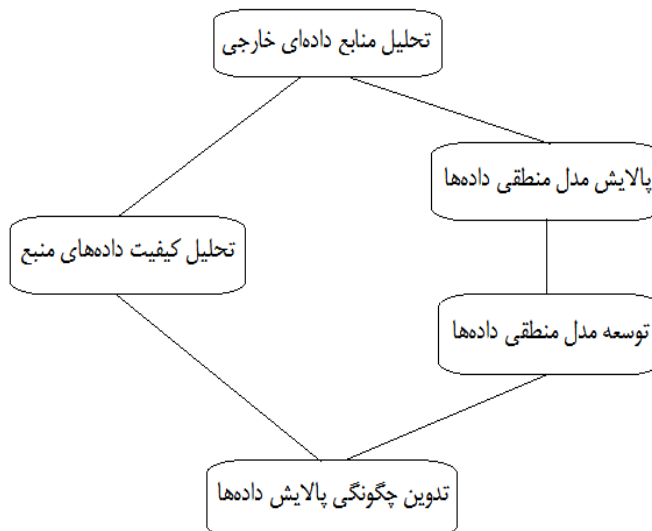 تحلیل منابع داده‌ای خارجی
پالایش مدل منطقی داده‌ها
تحلیل کیفیت داده‌های منبع
توسعه مدل منطقی داده‌ها
تدوین چگونگی پالایش داده‌ها